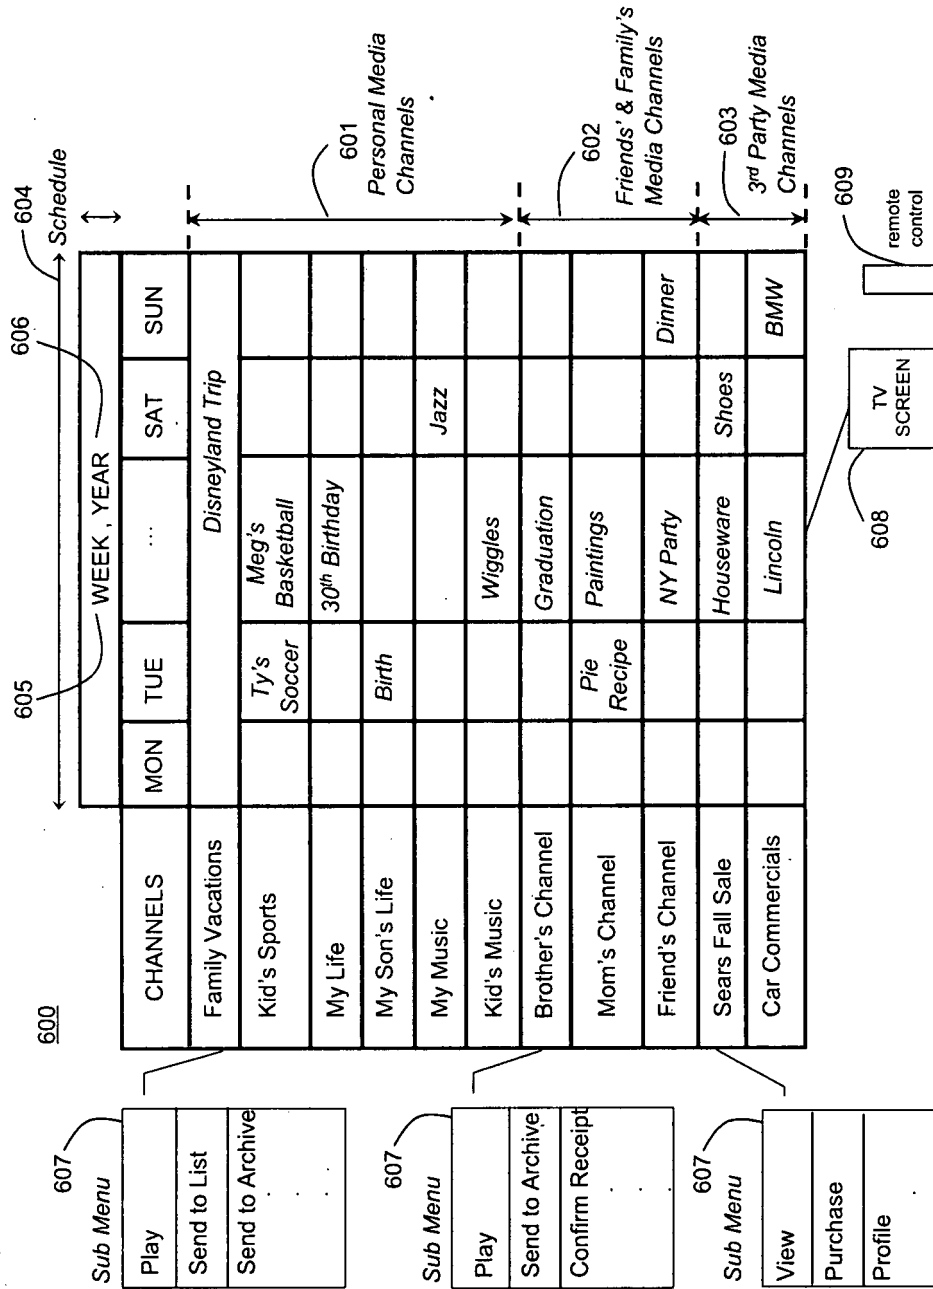 600
605
606
604
Schedule
WEEK , YEAR
CHANNELS MON TUE .... SAT SUN
Family Vacations Disneyland Trip
Kid's Sports Ty's Soccer Meg's Basketball
My Life 30th Birthday
My Son's Life Birth
My Music Jazz
Kid's Music Wiggles
Brother's Channel Graduation
Mom's Channel Pie Recipe Paintings
Friend's Channel NY Party Dinner
Sears Fall Sale Houseware Shoes
Car Commercials Lincoln BMW
601
Personal Media
Channels
602
Friends' & Family's
Media Channels
603
3rd Party Media
Channels
607
Sub Menu
Play
Send to List
Send to Archive
607
Sub Menu
Play
Send to Archive
Confirm Receipt
607
Sub Menu
View
Purchase
Profile
608
TV
SCREEN
609
remote
control